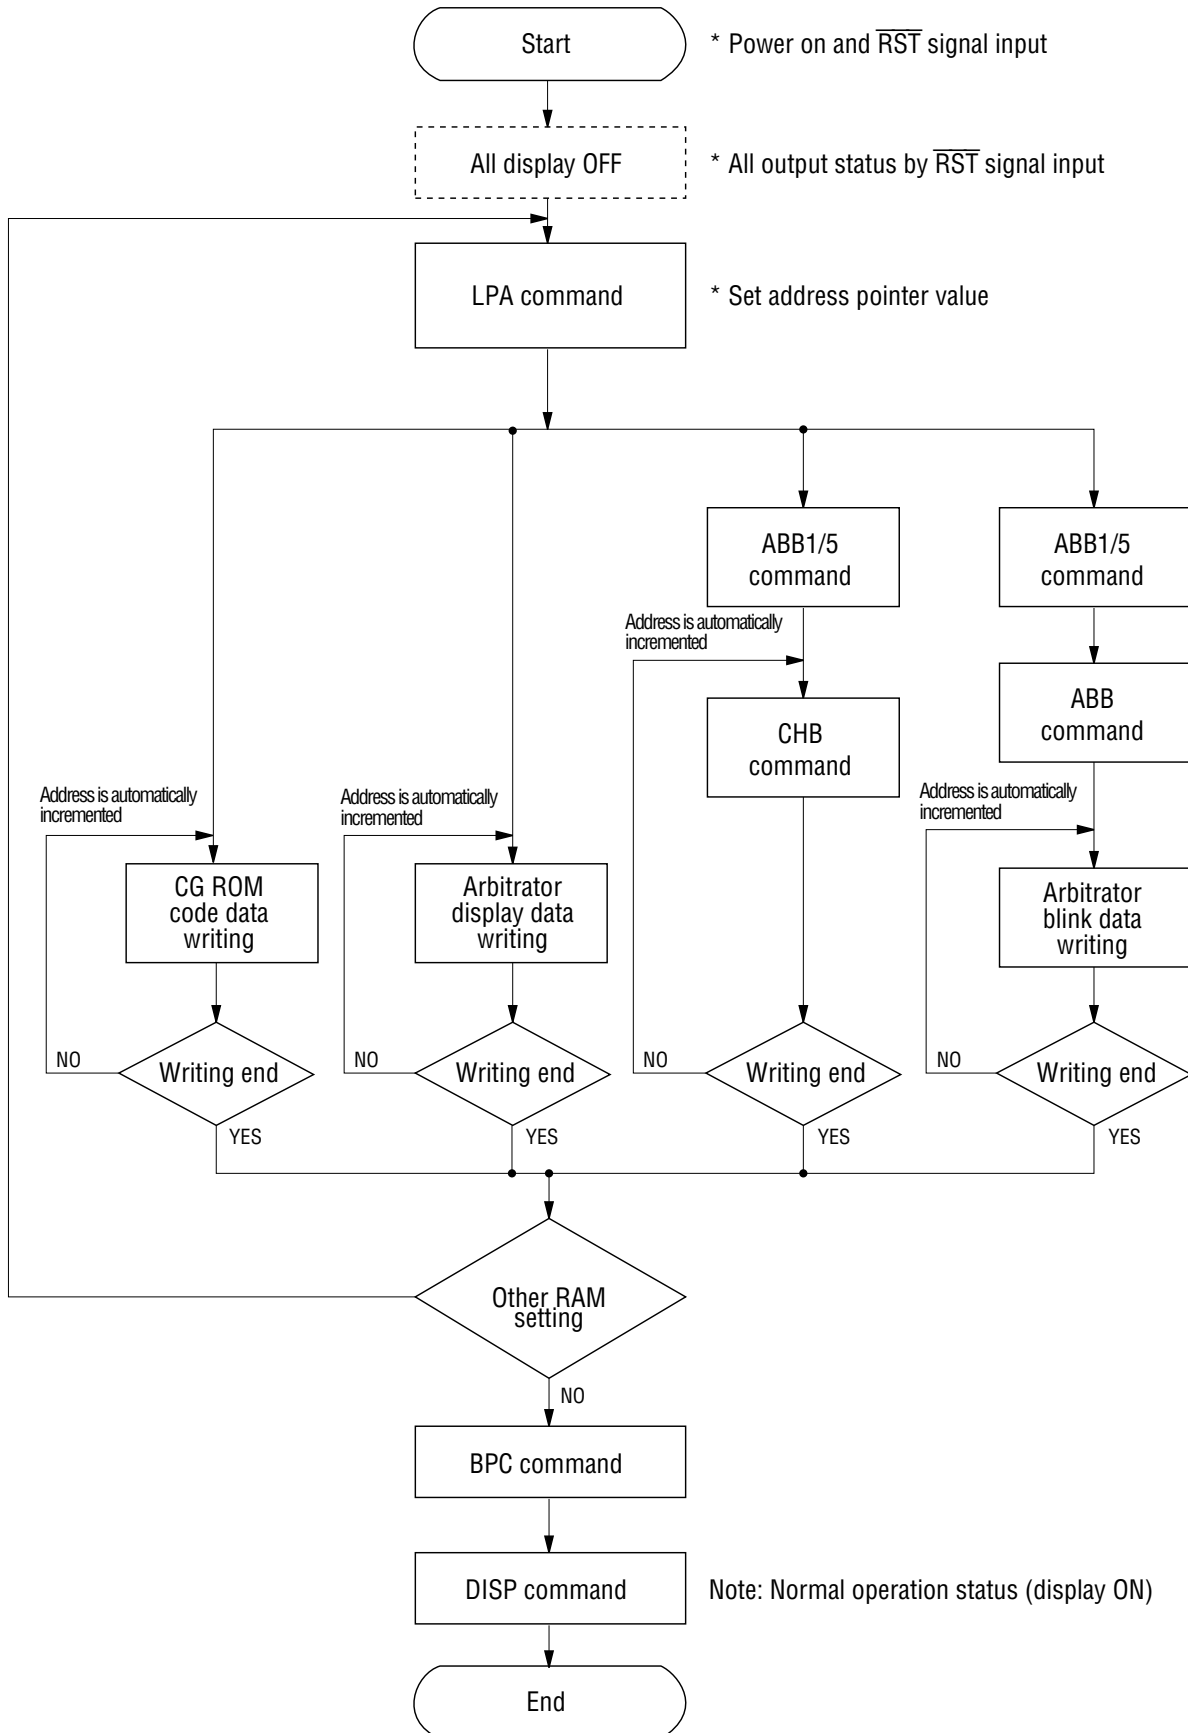 Start
* Power on and RST signal input
All display OFF
* All output status by RST signal input
LPA command
* Set address pointer value
ABB1/5
command
ABB1/5
command
Address is automatically
incremented
CHB
command
ABB
command
Address is automatically
incremented
Address is automatically
incremented
Address is automatically
incremented
CG ROM
code data
writing
Arbitrator
display data
writing
Arbitrator
blink data
writing
NO
Writing end
YES
NO
Writing end
YES
NO
Writing end
YES
NO
Writing end
YES
Other RAM
setting
NO
BPC command
DISP command
Note: Normal operation status (display ON)
End